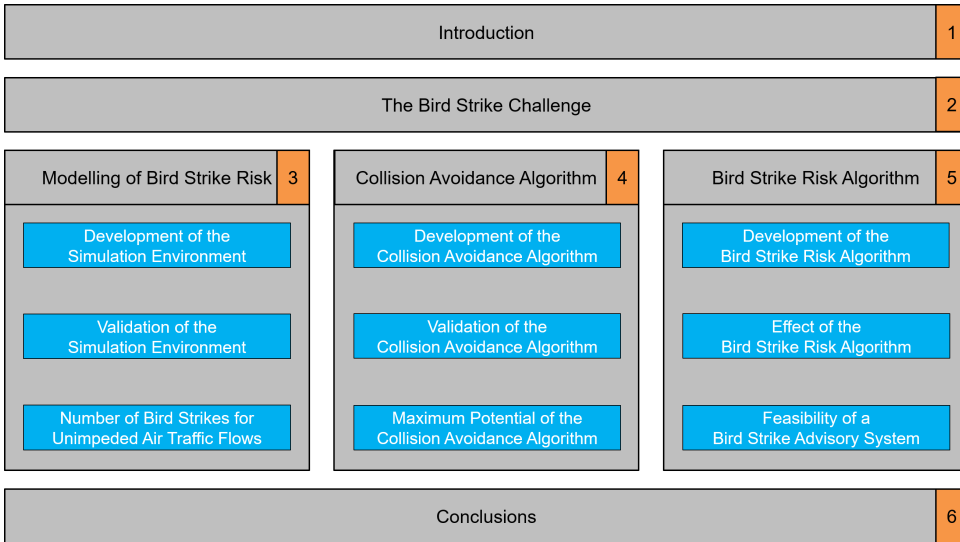 Introduction
1
The Bird Strike Challenge
2
Modelling of Bird Strike Risk
3
Development of the
Simulation Environment
Validation of the
Simulation Environment
Number of Bird Strikes for
Unimpeded Air Traffic Flows
Collision Avoidance Algorithm
4
Development of the
Collision Avoidance Algorithm
Validation of the
Collision Avoidance Algorithm
Maximum Potential of the
Collision Avoidance Algorithm
Bird Strike Risk Algorithm
5
Development of the
Bird Strike Risk Algorithm
Effect of the
Bird Strike Risk Algorithm
Feasibility of a
Bird Strike Advisory System
Conclusions
6